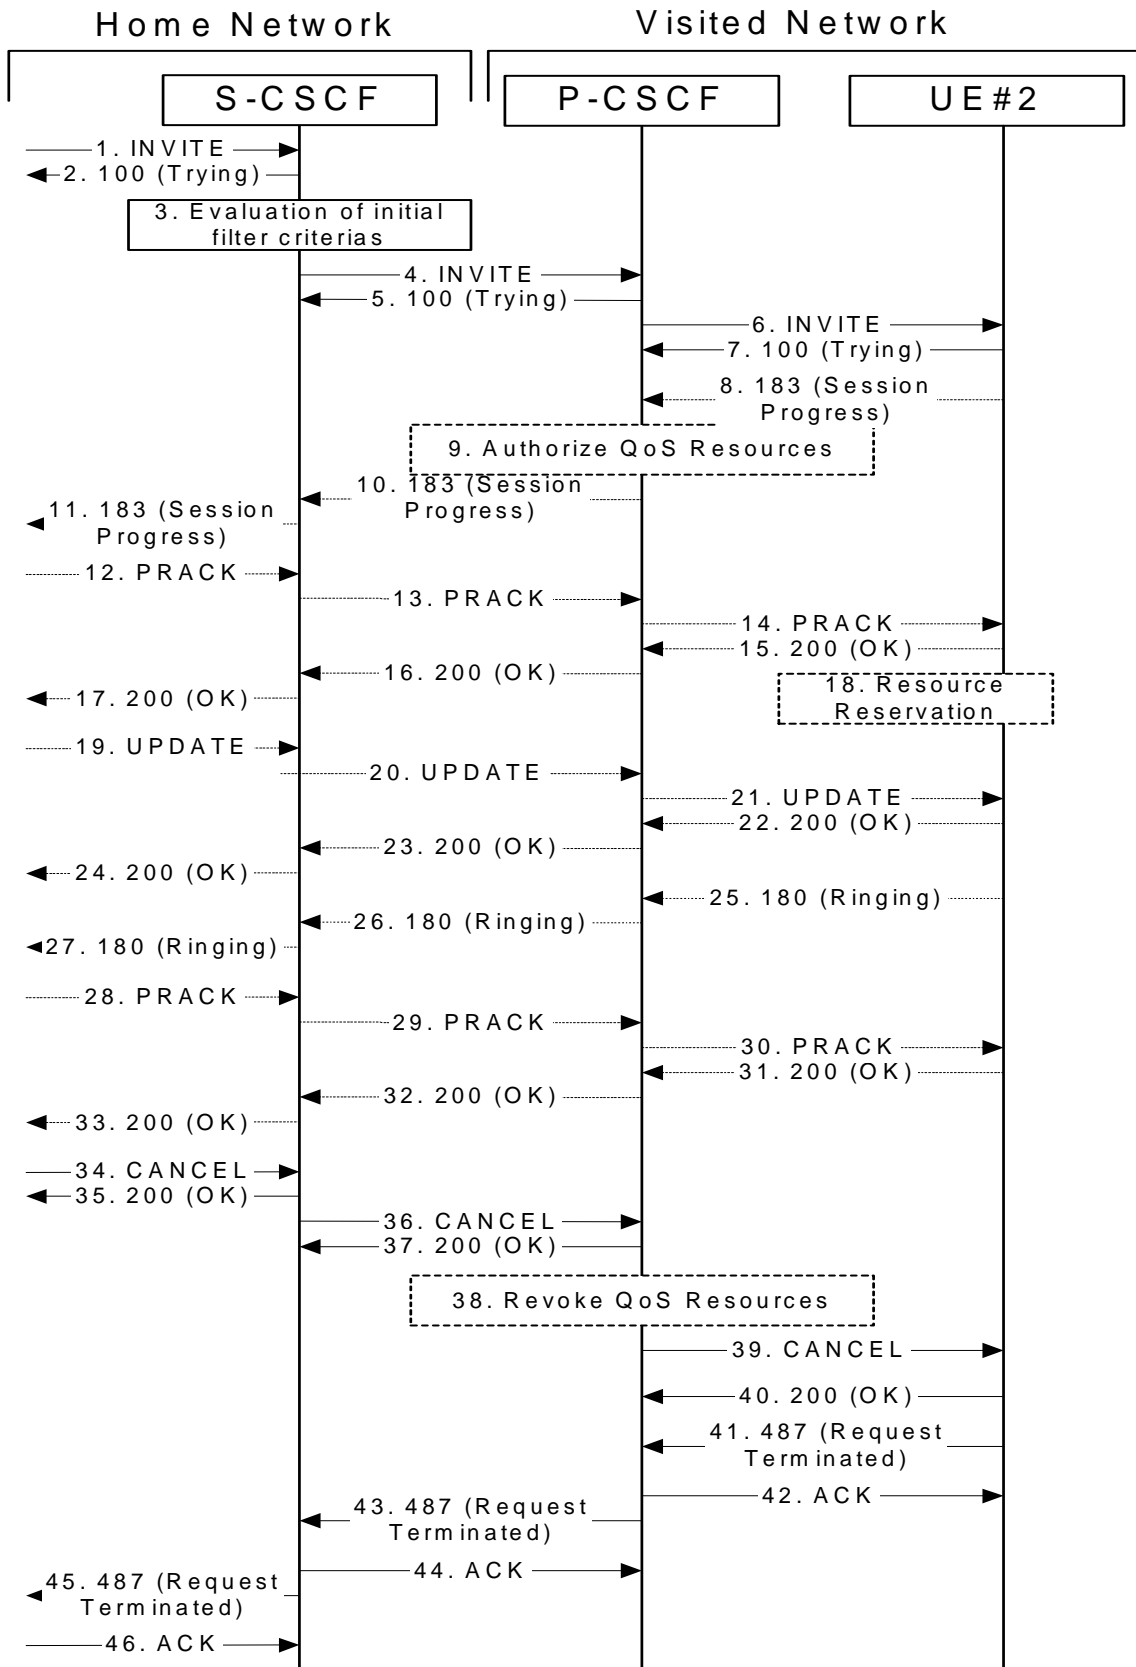 Home Network
Visited Network
S-CSCF
P-CSCF
UE#2
1. INVITE
2. 100 (Trying)
3. Evaluation of initial
filter criterias
4. INVITE
5. 100 (Trying)
6. INVITE
7. 100 (Trying)
8. 183 (Session
Progress)
9. Authorize QoS Resources
10. 183 (Session
Progress)
11. 183 (Session
Progress)
12. PRACK
13. PRACK
14. PRACK
15. 200 (OK)
16. 200 (OK)
17. 200 (OK)
18. Resource
Reservation
19. UPDATE
20. UPDATE
21. UPDATE
22. 200 (OK)
23. 200 (OK)
24. 200 (OK)
25. 180 (Ringing)
26. 180 (Ringing)
27. 180 (Ringing)
28. PRACK
29. PRACK
30. PRACK
31. 200 (OK)
32. 200 (OK)
33. 200 (OK)
34. CANCEL
35. 200 (OK)
36. CANCEL
37. 200 (OK)
38. Revoke QoS Resources
39. CANCEL
40. 200 (OK)
41. 487 (Request
Terminated)
42. ACK
43. 487 (Request
Terminated)
44. ACK
45. 487 (Request
Terminated)
46. ACK